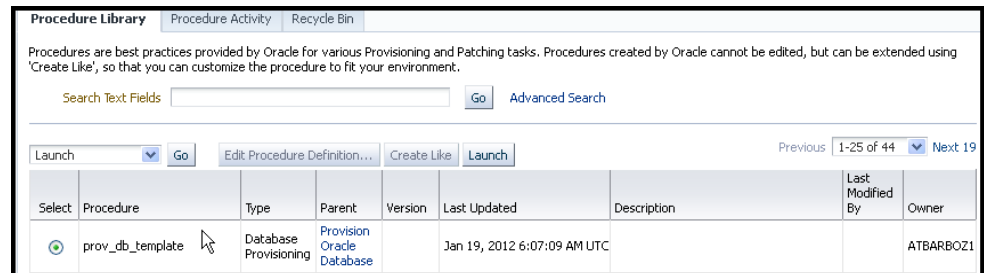 Procedure Library Procedure Activity Recycle Bin
Procedures are best practices provided by Oracle for various Provisioning and Patching tasks. Procedures created by Oracle cannot be edited, but can be extended using
'Create Like', so that you can customize the procedure to fit your environment.
Search Text Fields Go Advanced Search
Launch Go Edit Procedure Definition... Create Like Launch Previous 1-25 of 44 Next 19
Select Procedure Type Parent Version Last Updated Description Last Modified By Owner
prov_db_template Database Provisioning Provision Oracle Database Jan 19, 2012 6:07:09 AM UTC ATBARBOZ1